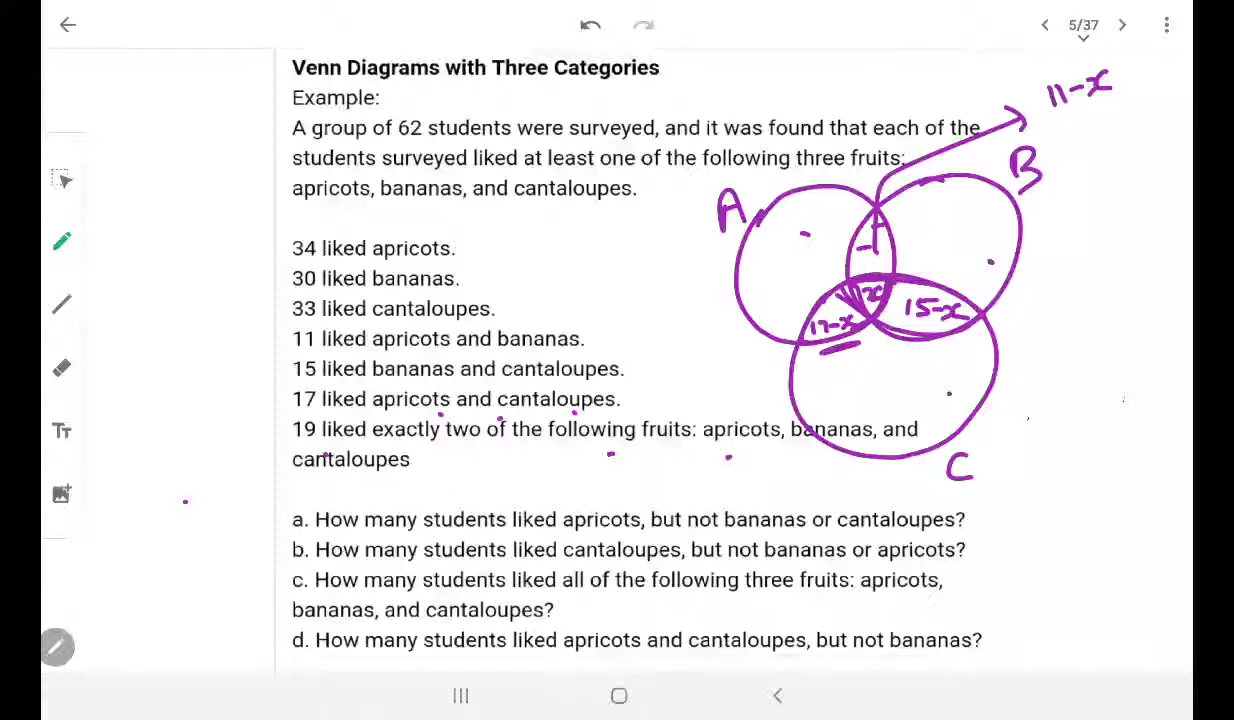 5/37
Venn Diagrams with Three Categories
Example:
A group of 62 students were surveyed, and it was found that each of the
students surveyed liked at least one of the following three fruits:
apricots, bananas, and cantaloupes.
34 liked apricots.
30 liked bananas.
33 liked cantaloupes.
11 liked apricots and bananas.
15 liked bananas and cantaloupes.
17 liked apricots and cantaloupes.
19 liked exactly two of the following fruits: apricots, bananas, and
cantaloupes
a. How many students liked apricots, but not bananas or cantaloupes?
b. How many students liked cantaloupes, but not bananas or apricots?
c. How many students liked all of the following three fruits: apricots,
bananas, and cantaloupes?
d. How many students liked apricots and cantaloupes, but not bananas?
11-x
B
A
x
15-x
17-x
C
Tт